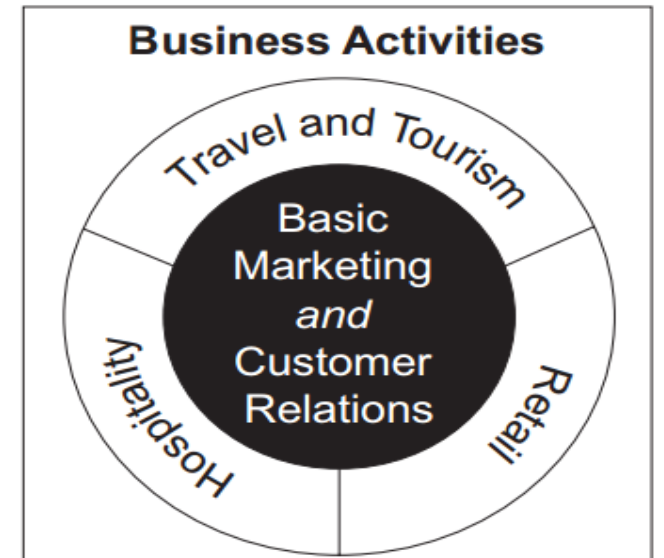 Business Activities
Travel and Tourism
Basic
Marketing
and
Customer
Relations
Hospitality
Retail